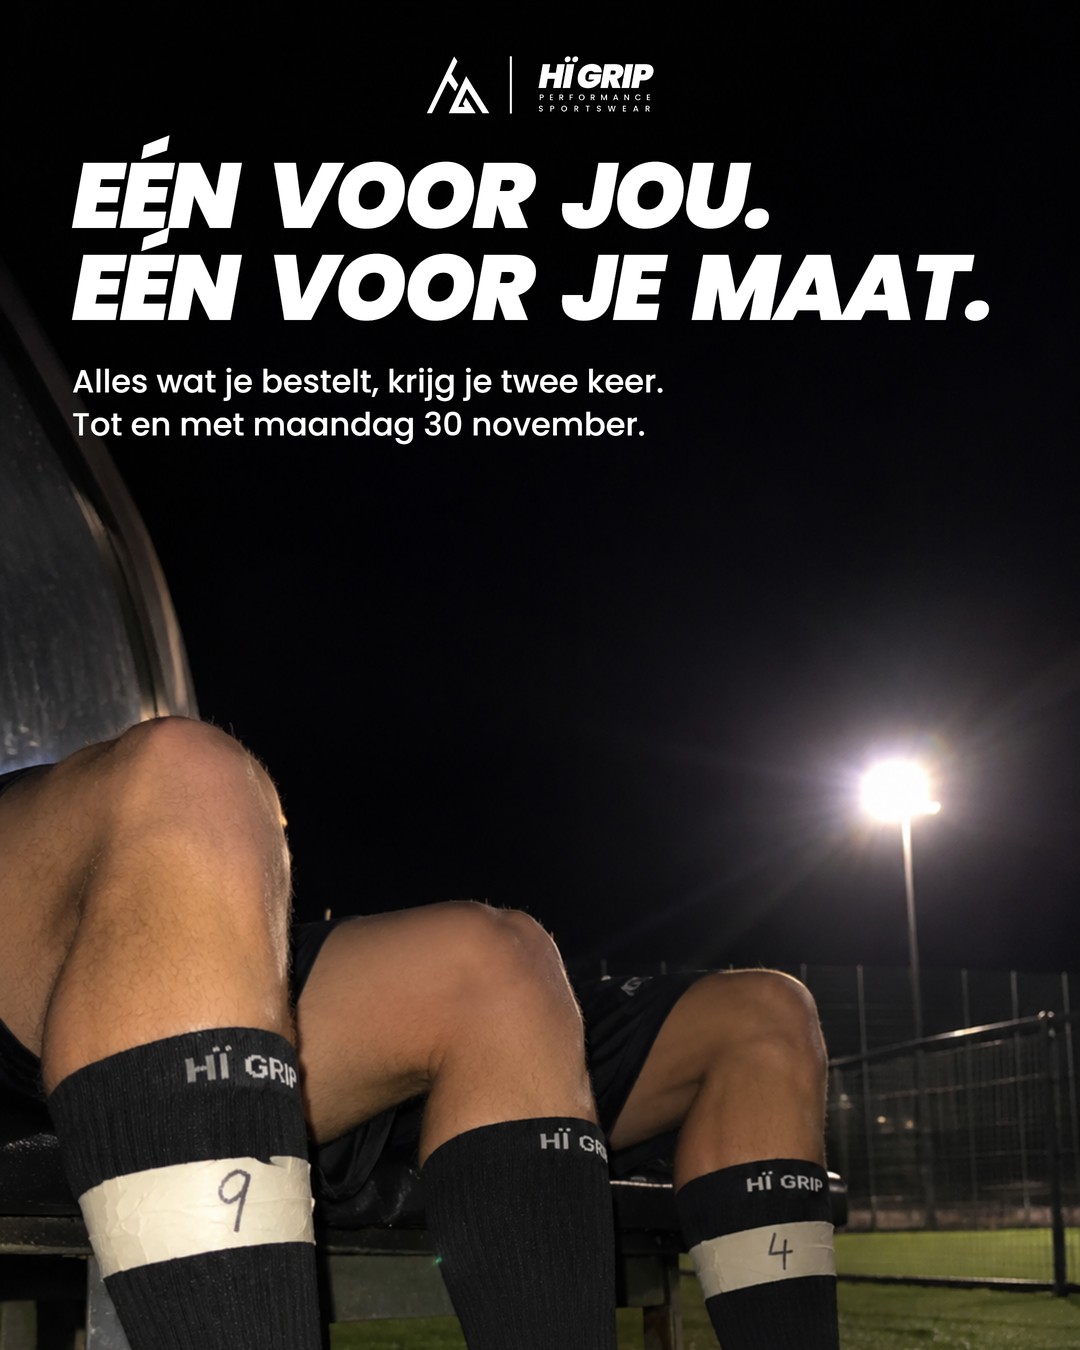 HÏ GRIP
PERFORMANCE
SPORTSWEAR
EÉN VOOR JOU.
EÉN VOOR JE MAAT.
Alles wat je bestelt, krijg je twee keer.
Tot en met maandag 30 november.
HÏ GRIP
HÏ GR
HÏ GRIP
9
4